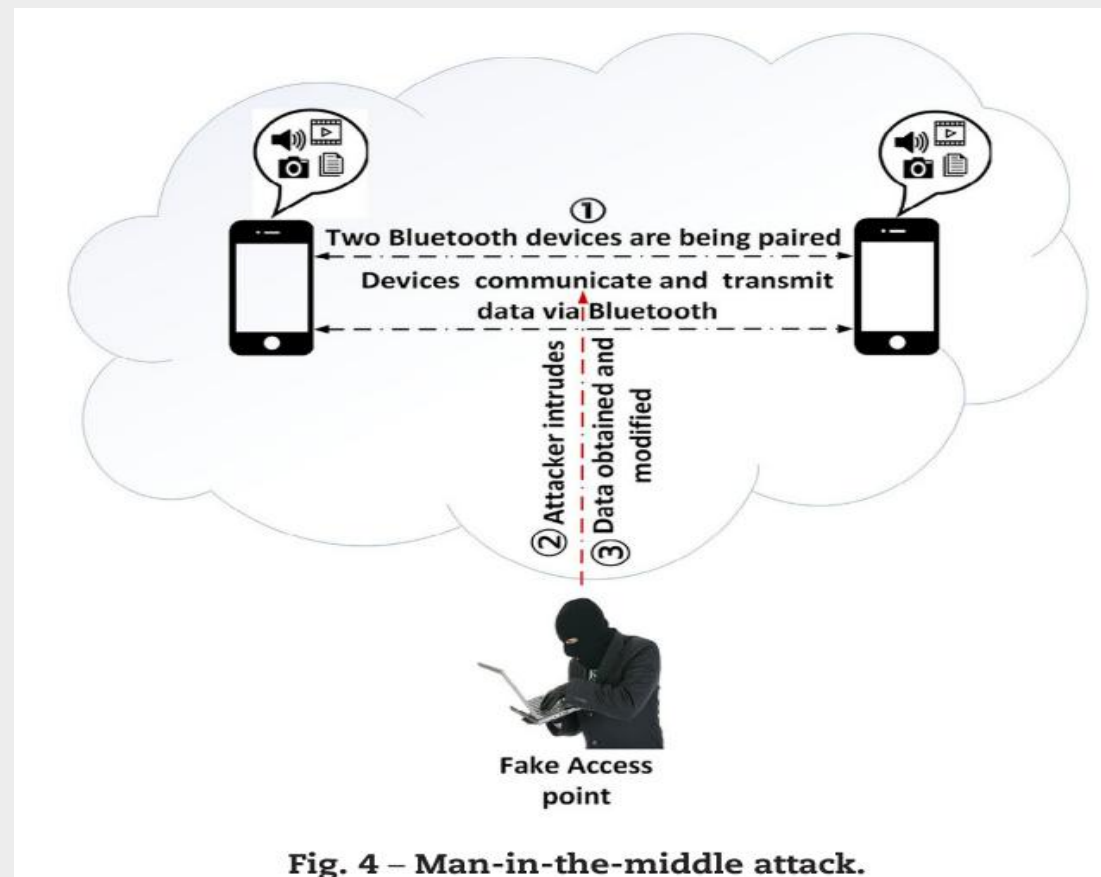 ①
Two Bluetooth devices are being paired
Devices communicate and transmit
data via Bluetooth
② Attacker intrudes
③ Data obtained and
modified
Fake Access
point
Fig. 4 – Man-in-the-middle attack.